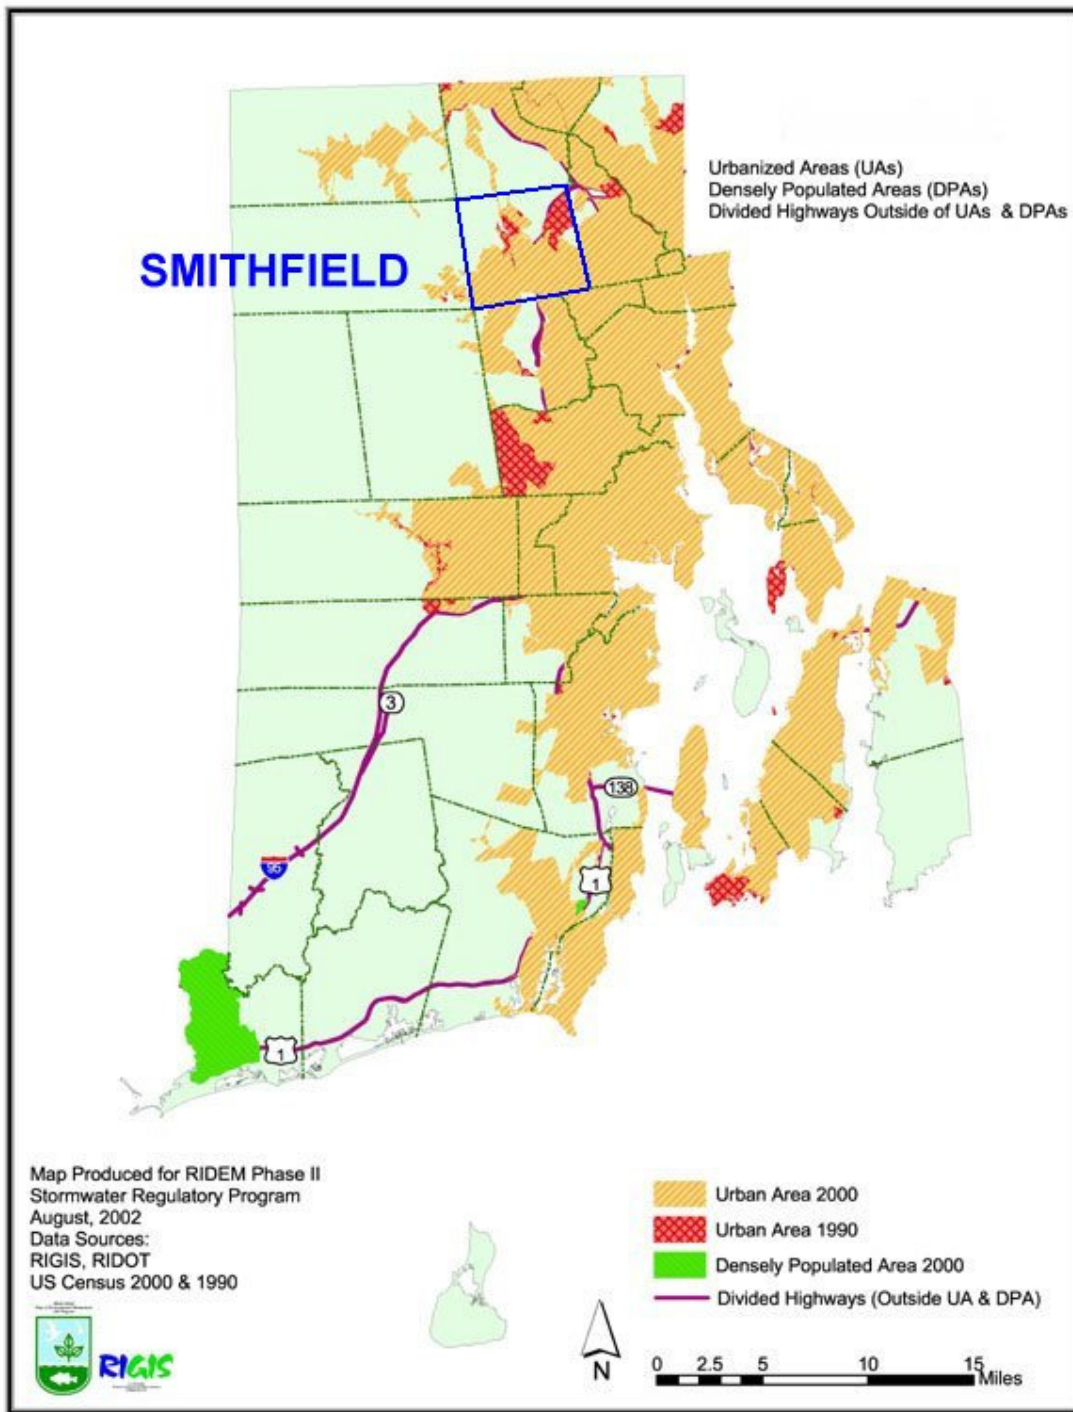 Urbanized Areas (UAs)
Densely Populated Areas (DPAs)
Divided Highways Outside of UAs & DPAs
SMITHFIELD
3
138
95
1
1
Map Produced for RIDEM Phase II
Stormwater Regulatory Program
August, 2002
Data Sources:
RIGIS, RIDOT
US Census 2000 & 1990
RIGIS
Urban Area 2000
Urban Area 1990
Densely Populated Area 2000
Divided Highways (Outside UA & DPA)
N
0 2.5 5 10 15
Miles